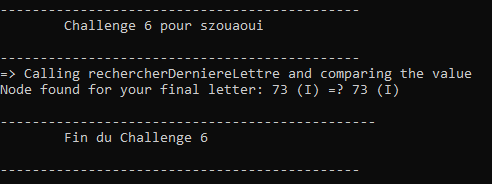 ---------------------------------------------
Challenge 6 pour szouaoui
---------------------------------------------
=> Calling rechercherDerniereLettre and comparing the value
Node found for your final letter: 73 (I) =? 73 (I)
-----------------------------------------------
Fin du Challenge 6
---------------------------------------------